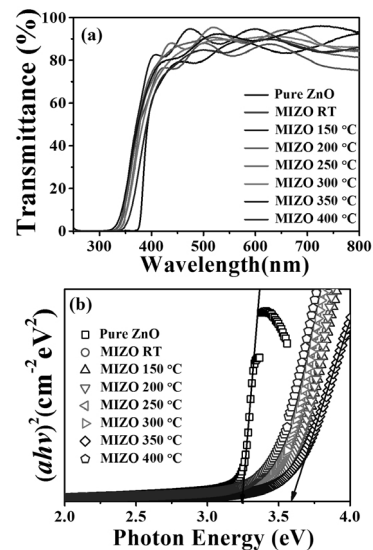 (a)
Transmittance (%)
100
80
60
40
20
0
Pure ZnO
MIZO RT
MIZO 150 °C
MIZO 200 °C
MIZO 250 °C
MIZO 300 °C
MIZO 350 °C
MIZO 400 °C
300 400 500 600 700 800
Wavelength(nm)
(b)
(ahv)²(cm⁻²eV²)
Pure ZnO
MIZO RT
MIZO 150 °C
MIZO 200 °C
MIZO 250 °C
MIZO 300 °C
MIZO 350 °C
MIZO 400 °C
2.0 2.5 3.0 3.5 4.0
Photon Energy (eV)